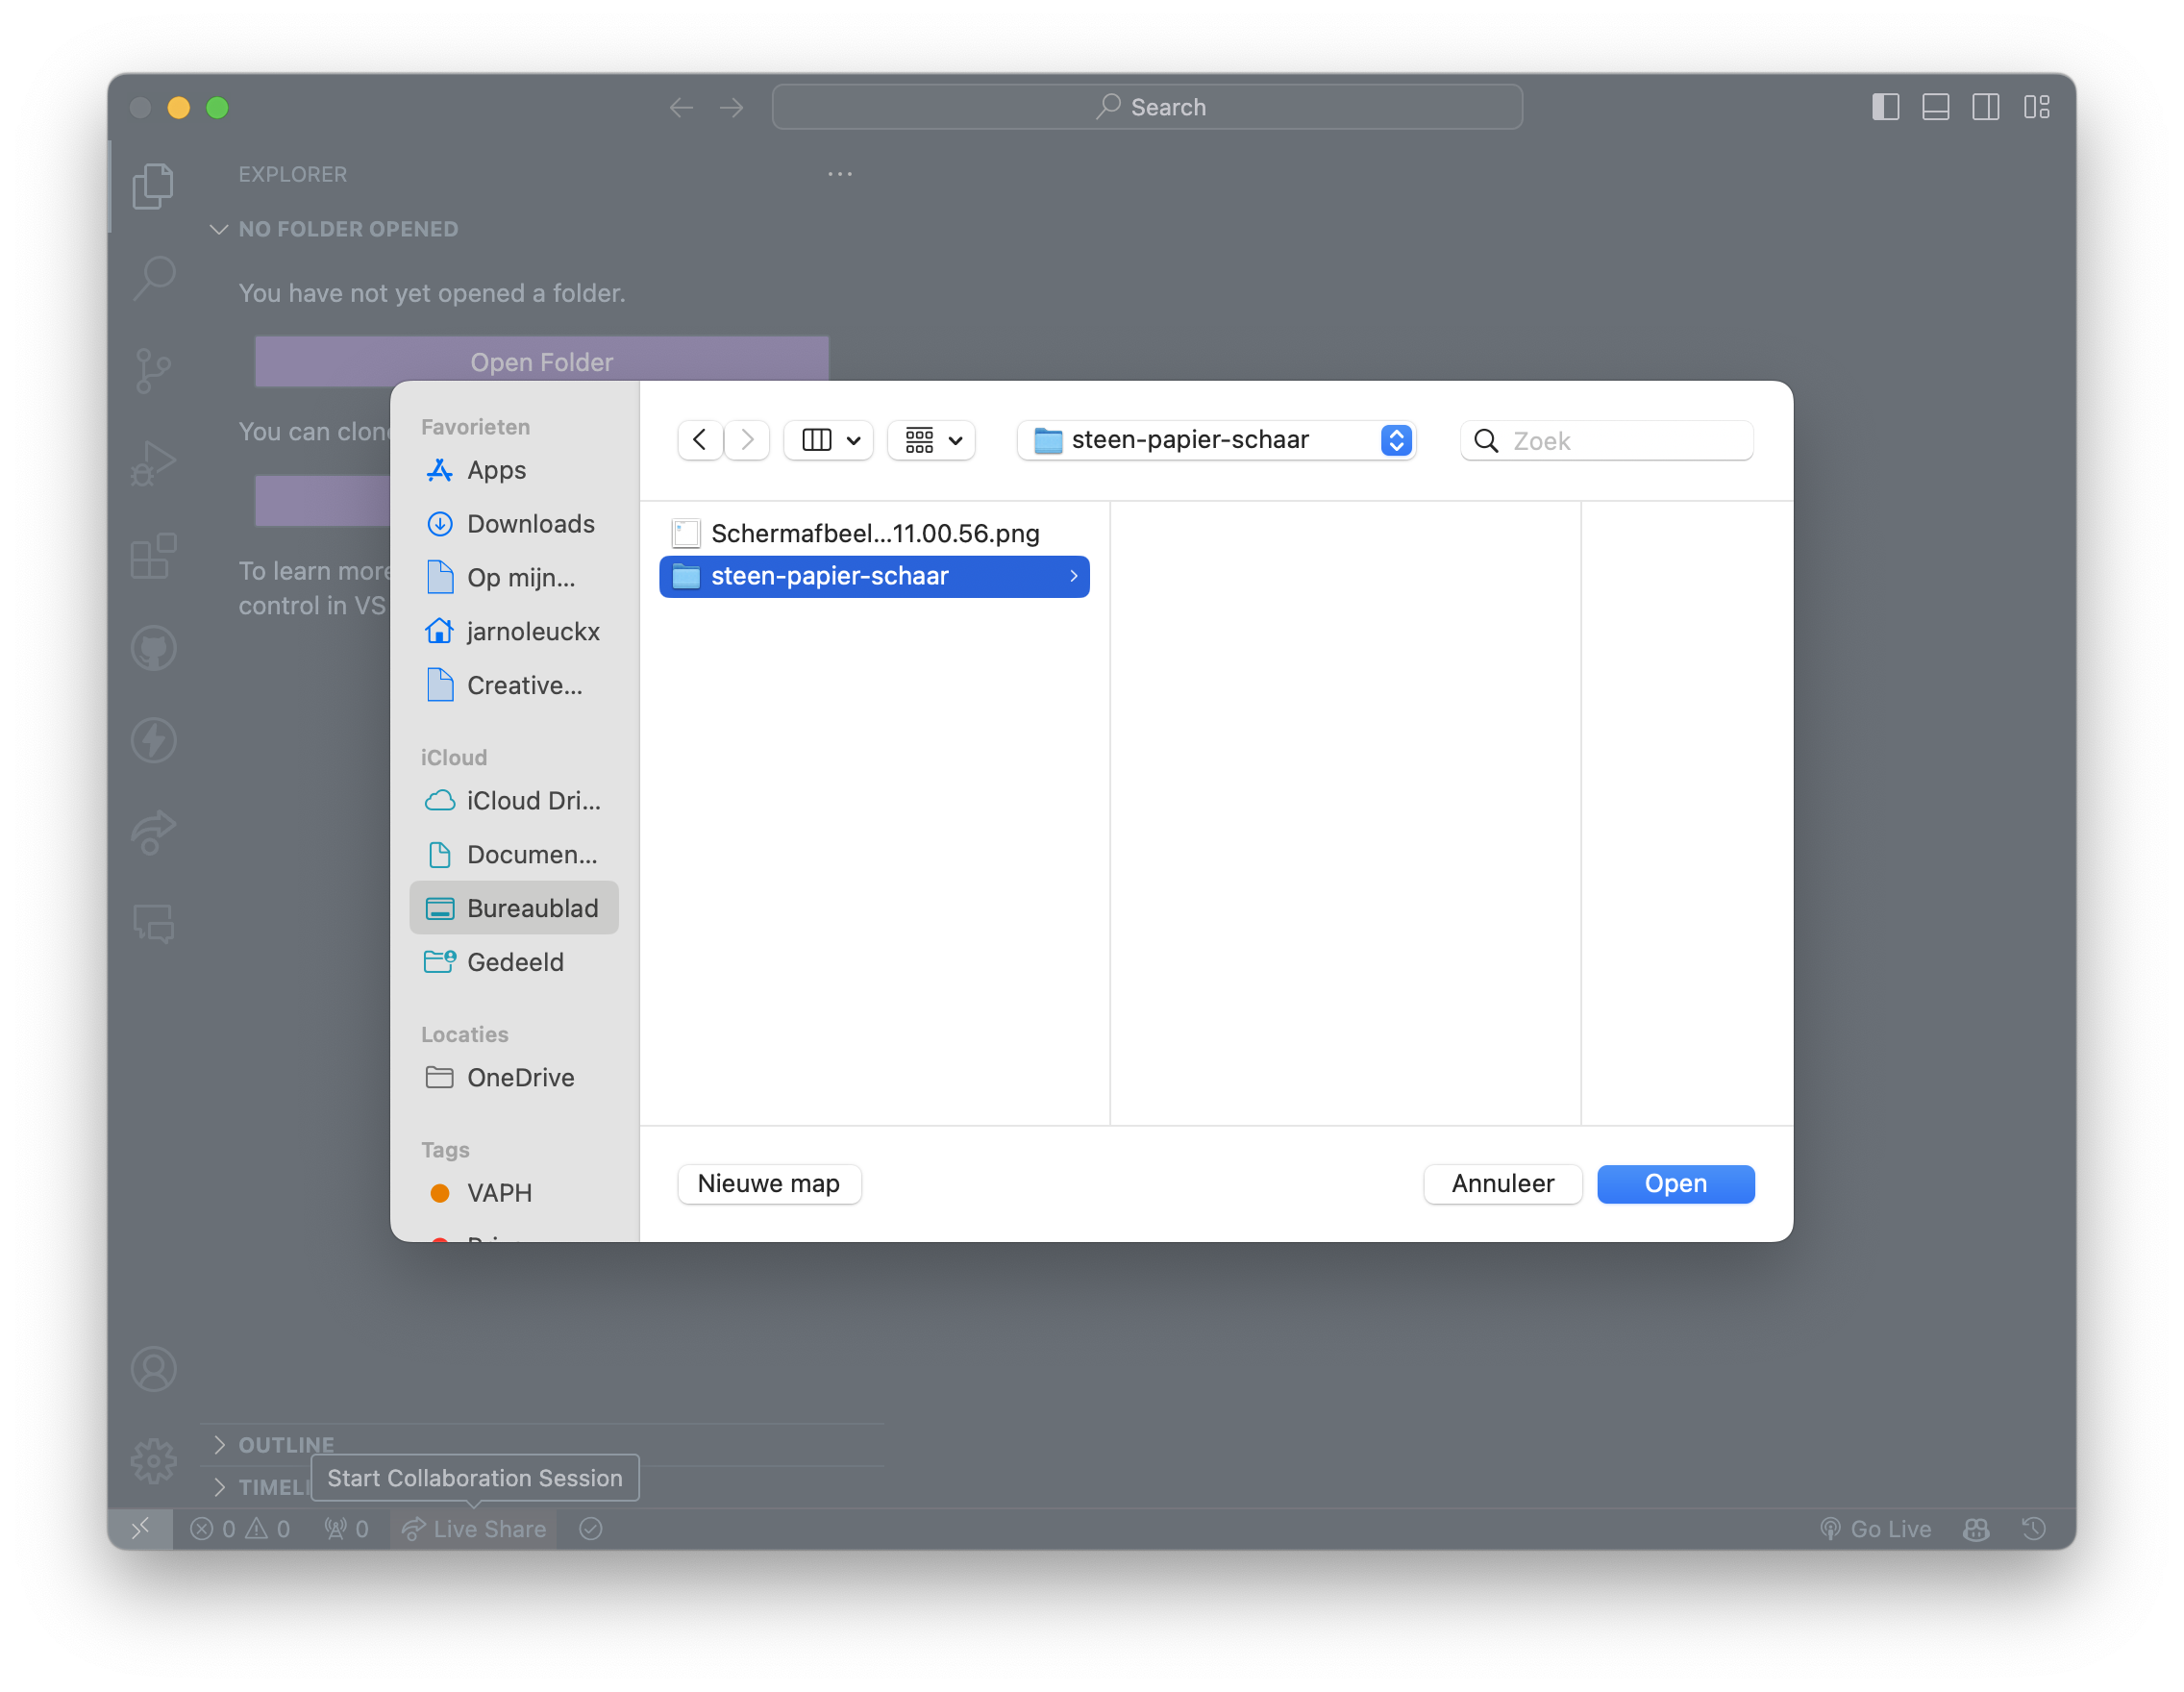 Search
EXPLORER
NO FOLDER OPENED
You have not yet opened a folder.
Open Folder
You can clon
To learn more
control in VS
Favorieten
Apps
Downloads
Op mijn...
jarnoleuckx
Creative...
iCloud
iCloud Dri...
Documen...
Bureaublad
Gedeeld
Locaties
OneDrive
Tags
VAPH
steen-papier-schaar
Zoek
Schermafbeel...11.00.56.png
steen-papier-schaar
Nieuwe map
Annuleer
Open
OUTLINE
TIMEL
Start Collaboration Session
0 0 0 Live Share
Go Live